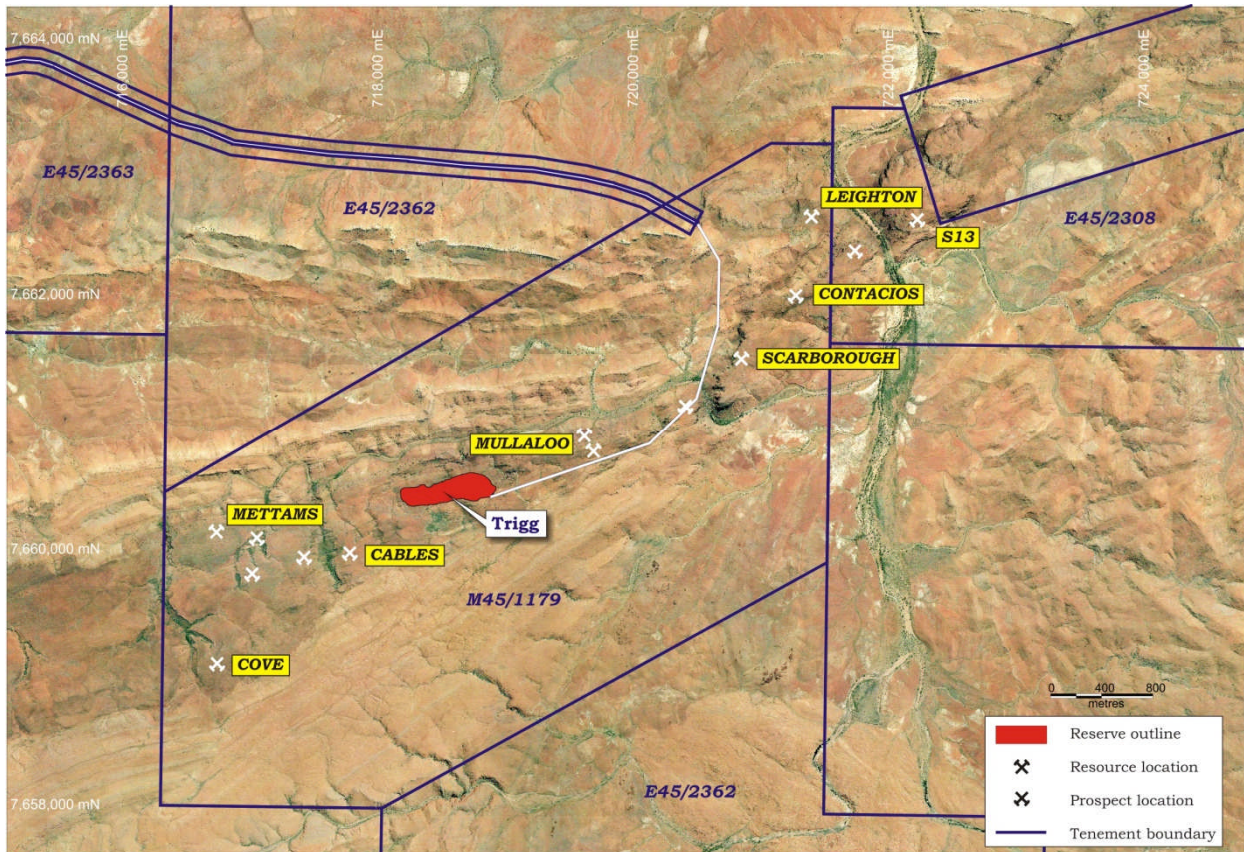 7,664,000 mN
716,000 mE
718,000 mE
720,000 mE
722,000 mE
724,000 mE
E45/2363
E45/2362
LEIGHTON
E45/2308
S13
7,662,000 mN
CONTACIOS
SCARBOROUGH
MULLALOO
METTAMS
Trigg
7,660,000 mN
CABLES
M45/1179
COVE
0 400 800
metres
Reserve outline
Resource location
Prospect location
Tenement boundary
7,658,000 mN
E45/2362